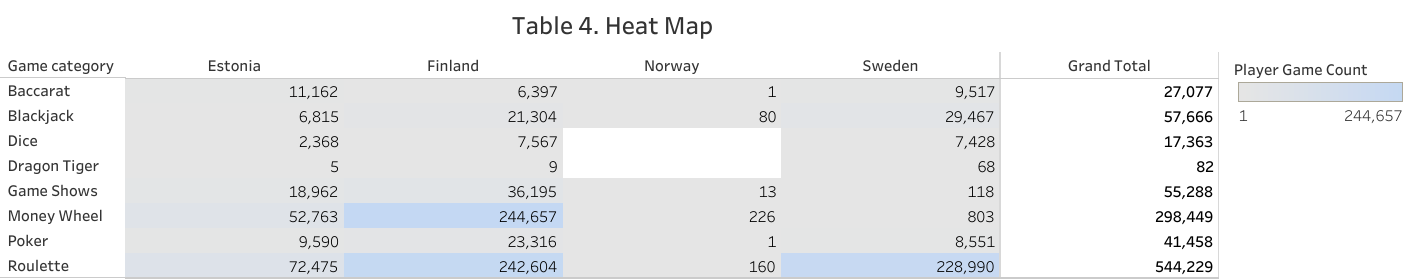 Table 4. Heat Map
Game category Estonia Finland Norway Sweden Grand Total Player Game Count
Baccarat 11,162 6,397 1 9,517 27,077
Blackjack 6,815 21,304 80 29,467 57,666 1 244,657
Dice 2,368 7,567 7,428 17,363
Dragon Tiger 5 9 68 82
Game Shows 18,962 36,195 13 118 55,288
Money Wheel 52,763 244,657 226 803 298,449
Poker 9,590 23,316 1 8,551 41,458
Roulette 72,475 242,604 160 228,990 544,229